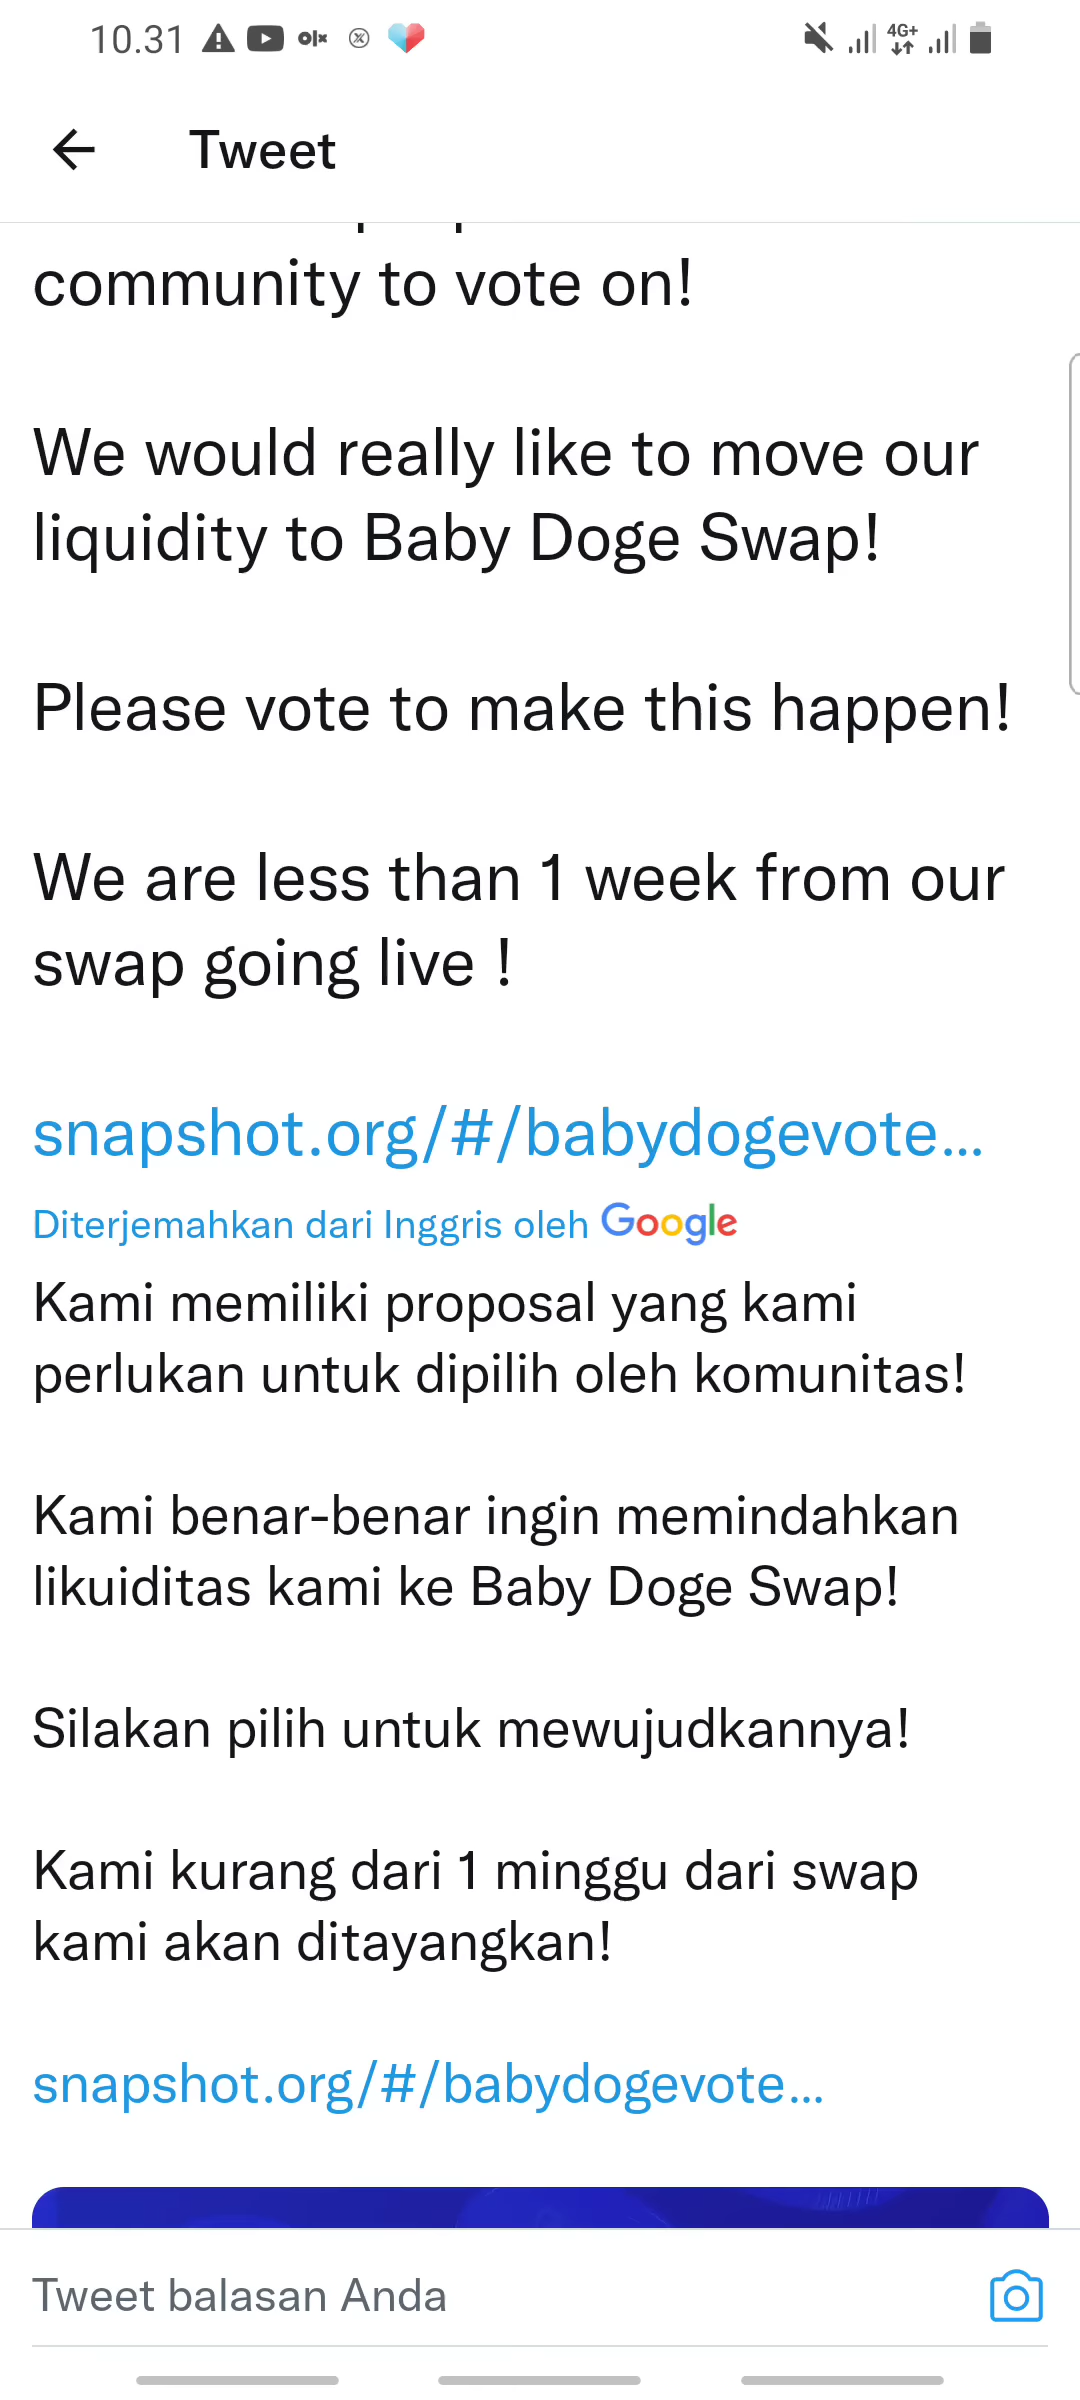 10.31
olx
4G+
Tweet
community to vote on!
We would really like to move our
liquidity to Baby Doge Swap!
Please vote to make this happen!
We are less than 1 week from our
swap going live !
snapshot.org/#/babydogevote...
Diterjemahkan dari Inggris oleh Google
Kami memiliki proposal yang kami
perlukan untuk dipilih oleh komunitas!
Kami benar-benar ingin memindahkan
likuiditas kami ke Baby Doge Swap!
Silakan pilih untuk mewujudkannya!
Kami kurang dari 1 minggu dari swap
kami akan ditayangkan!
snapshot.org/#/babydogevote...
Tweet balasan Anda